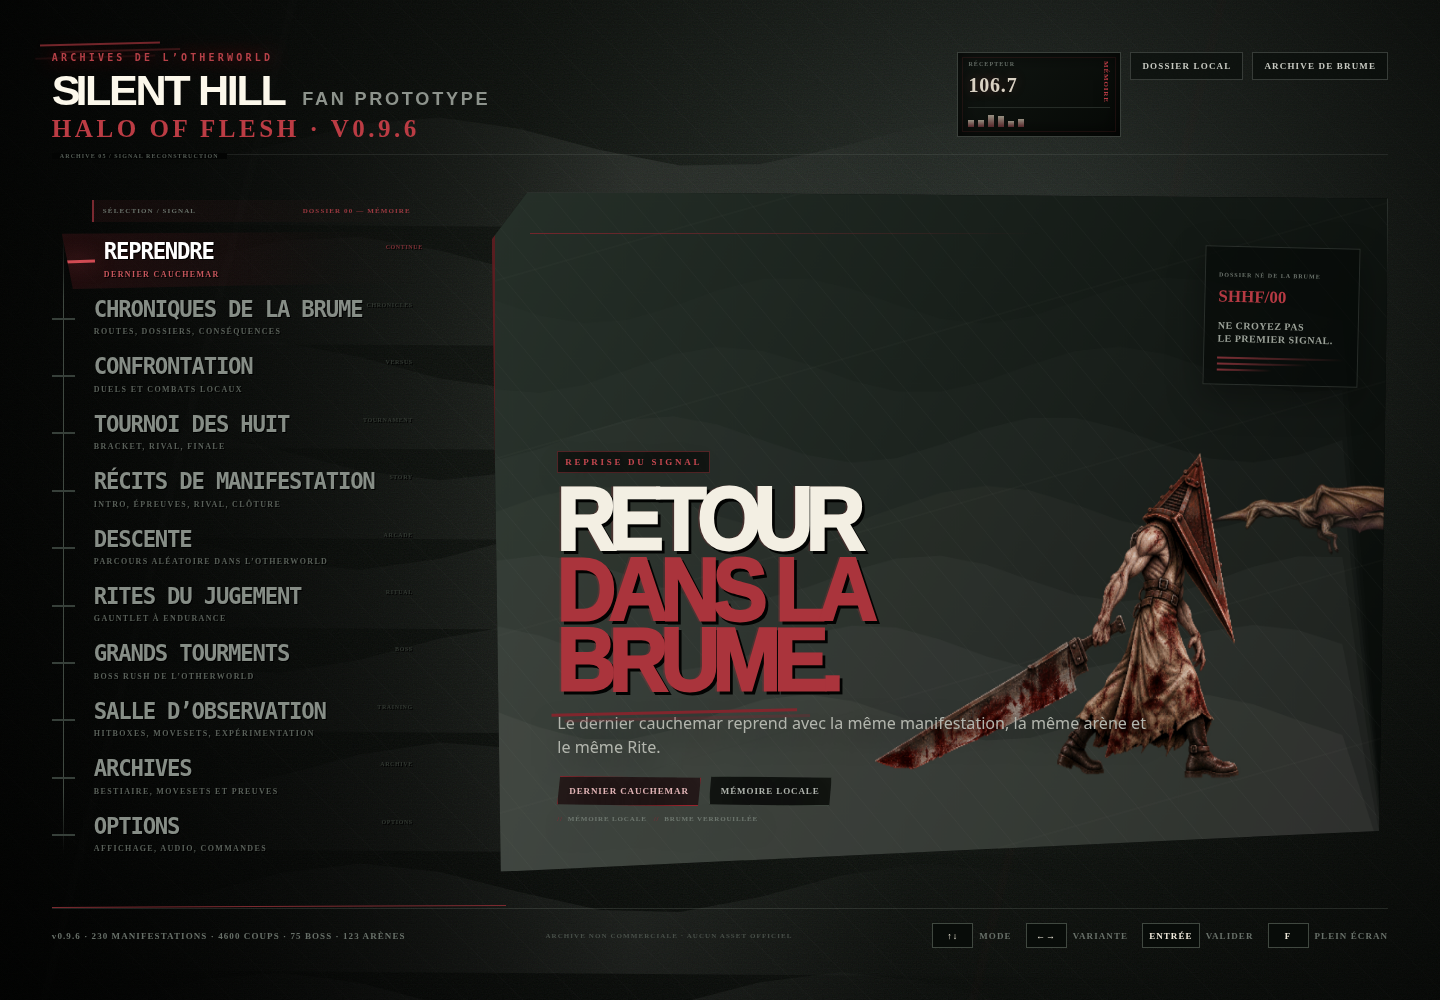 ARCHIVES DE L'OTHERWORLD
SILENT HILL FAN PROTOTYPE
HALO OF FLESH · V0.9.6
ARCHIVE 05 / SIGNAL RECONSTRUCTION
RÉCEPTEUR
106.7
MÉMOIRE
DOSSIER LOCAL
ARCHIVE DE BRUME
SÉLECTION / SIGNAL
DOSSIER 00 — MÉMOIRE
REPRENDRE
CONTINUE
DERNIER CAUCHEMAR
CHRONIQUES DE LA BRUME
CHRONICLES
ROUTES, DOSSIERS, CONSÉQUENCES
CONFRONTATION
VERSUS
DUELS ET COMBATS LOCAUX
TOURNOI DES HUIT
TOURNAMENT
BRACKET, RIVAL, FINALE
RÉCITS DE MANIFESTATION
STORY
INTRO, ÉPREUVES, RIVAL, CLÔTURE
DESCENTE
ARCADE
PARCOURS ALÉATOIRE DANS L'OTHERWORLD
RITES DU JUGEMENT
RITUAL
GAUNTLET À ENDURANCE
GRANDS TOURMENTS
BOSS
BOSS RUSH DE L'OTHERWORLD
SALLE D’OBSERVATION
TRAINING
HITBOXES, MOVESETS, EXPÉRIMENTATION
ARCHIVES
ARCHIVE
BESTIAIRE, MOVESETS ET PREUVES
OPTIONS
OPTIONS
AFFICHAGE, AUDIO, COMMANDES
DOSSIER NÉ DE LA BRUME
SHHF/00
NE CROYEZ PAS
LE PREMIER SIGNAL.
REPRISE DU SIGNAL
RETOUR
DANS LA
BRUME.
Le dernier cauchemar reprend avec la même manifestation, la même arène et
le même Rite.
DERNIER CAUCHEMAR
MÉMOIRE LOCALE
MÉMOIRE LOCALE
BRUME VERROUILLÉE
v0.9.6 · 230 MANIFESTATIONS · 4600 COUPS · 75 BOSS · 123 ARÈNES
ARCHIVE NON COMMERCIALE · AUCUN ASSET OFFICIEL
↑↓ MODE
←→ VARIANTE
ENTRÉE VALIDER
F PLEIN ÉCRAN